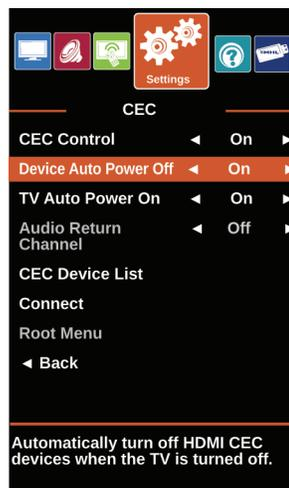 MHL
Settings
CEC
CEC Control ◄ On ►
Device Auto Power Off ◄ On ►
TV Auto Power On ◄ On ►
Audio Return
Channel ◄ Off ►
CEC Device List
Connect
Root Menu
◄ Back
Automatically turn off HDMI CEC
devices when the TV is turned off.